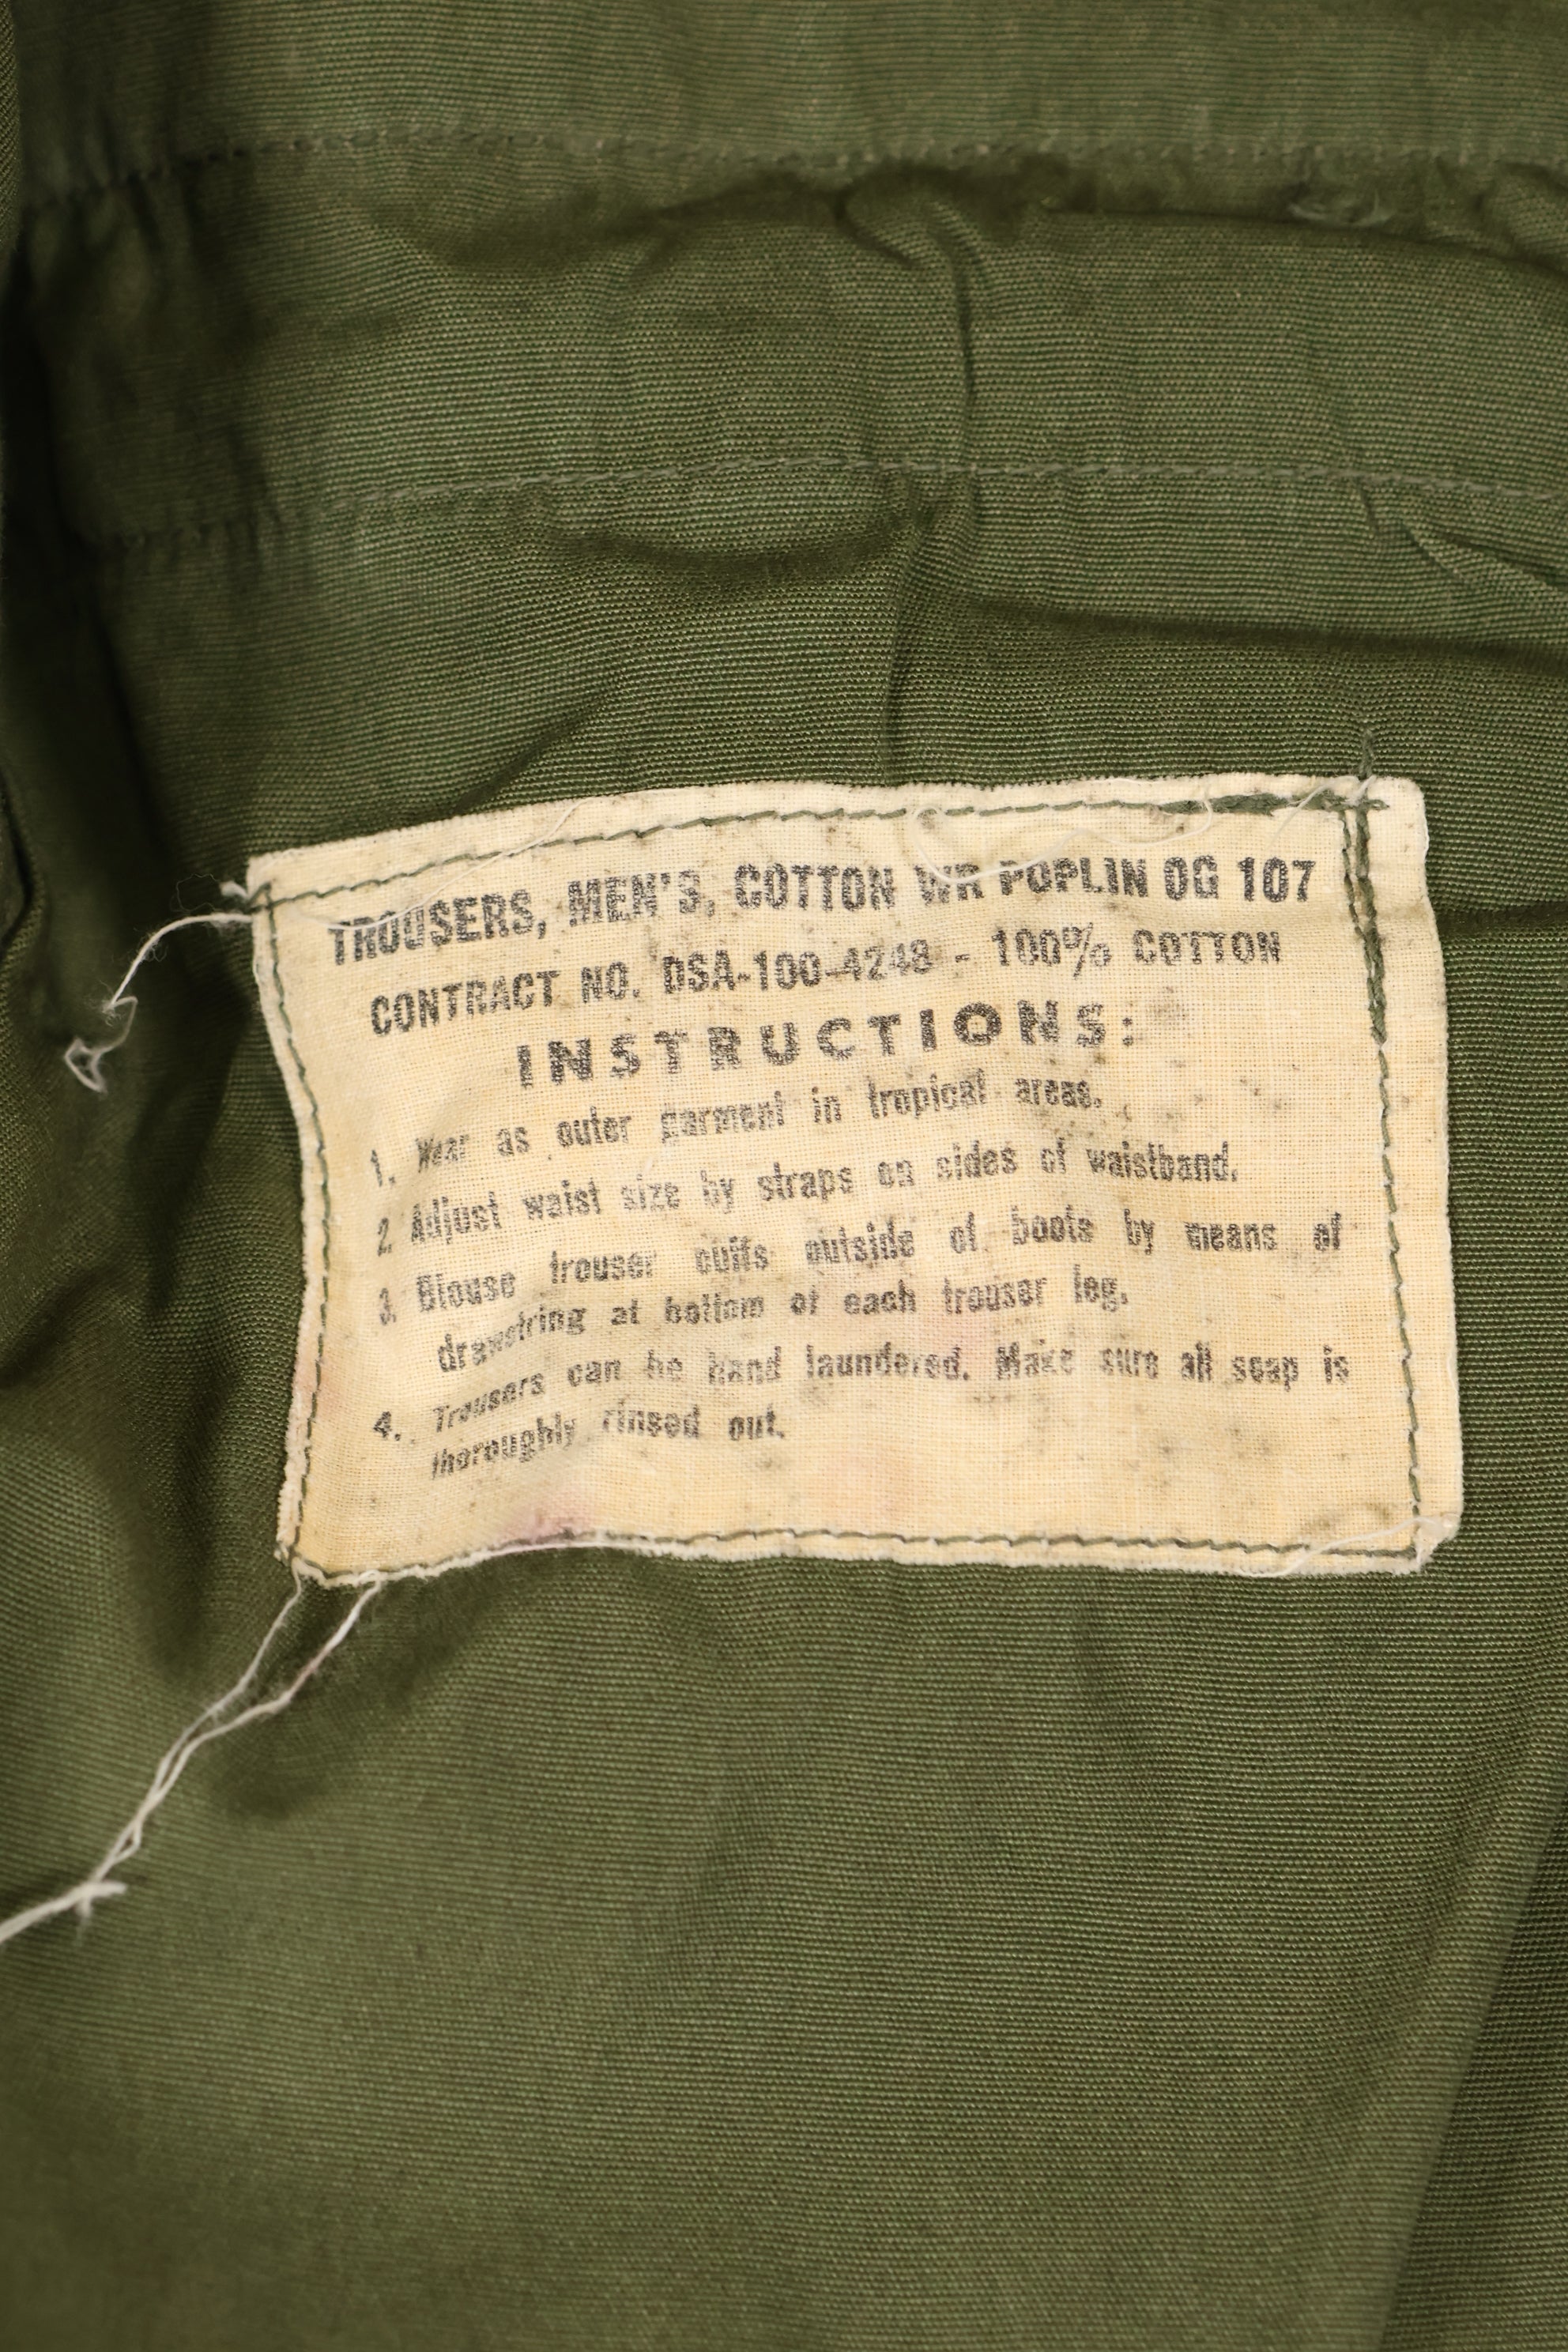 TROUSERS, MEN'S, COTTON WR POPLIN OG 107
CONTRACT NO. DSA-100-4248 - 100% COTTON
INSTRUCTIONS:
1. Wear as outer garment in tropical areas.
2. Adjust waist size by straps on sides of waistband.
3. Blouse trouser cuffs outside of boots by means of
drawstring at bottom of each trouser leg.
4. Trousers can be hand laundered. Make sure all soap is
thoroughly rinsed out.